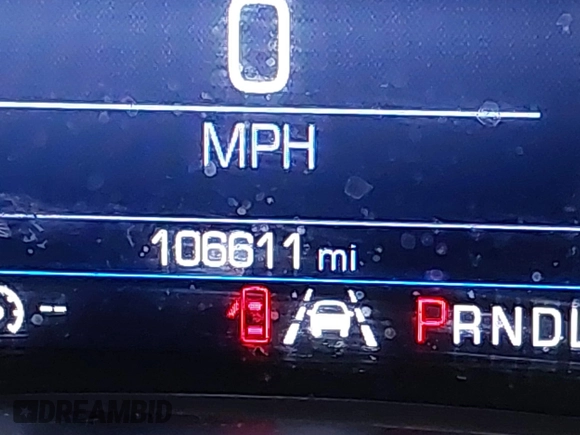 0
MPH
106611 mi
--
PRNDL
DREAMBID